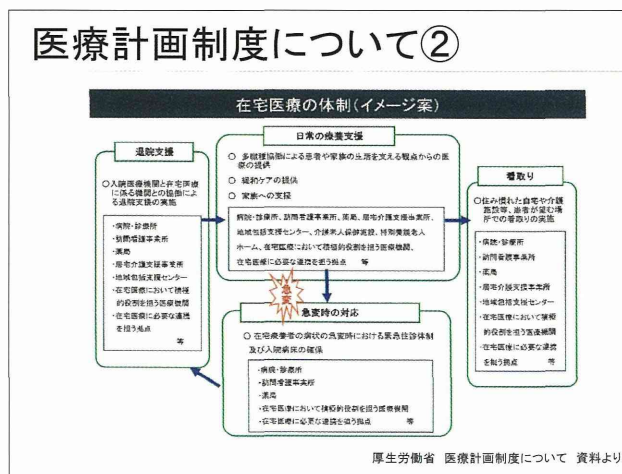 医療計画制度について②
在宅医療の体制(イメージ案)
退院支援
○入院医療機関と在宅医療
に係る機関との協働によ
る退院支援の実施
・病院・診療所
・訪問看護事業所
・薬局
・居宅介護支援事業所
・地域包括支援センター
・在宅医療において積極
的役割を担う医療機関
・在宅医療に必要な連携
を担う拠点
等
日常の療養支援
○ 多職種協働による患者や家族の生活を支える観点からの医
療の提供
○ 緩和ケアの提供
○ 家族への支援
病院・診療所、訪問看護事業所、薬局、居宅介護支援事業所、
地域包括支援センター、介護老人保健施設、特別養護老人
ホーム、在宅医療において積極的役割を担う医療機関、
在宅医療に必要な連携を担う拠点 等
急変
急変時の対応
○ 在宅療養者の病状の急変時における緊急往診体制
及び入院病床の確保
・病院・診療所
・訪問看護事業所
・薬局
・在宅医療において積極的役割を担う医療機関
・在宅医療に必要な連携を担う拠点 等
看取り
○住み慣れた自宅や介護
施設等、患者が望む場
所での看取りの実施
・病院・診療所
・訪問看護事業所
・薬局
・居宅介護支援事業所
・地域包括支援センター
・在宅医療において積極
的役割を担う医療機関
・在宅医療に必要な連携
を担う拠点 等
厚生労働省 医療計画制度について 資料より